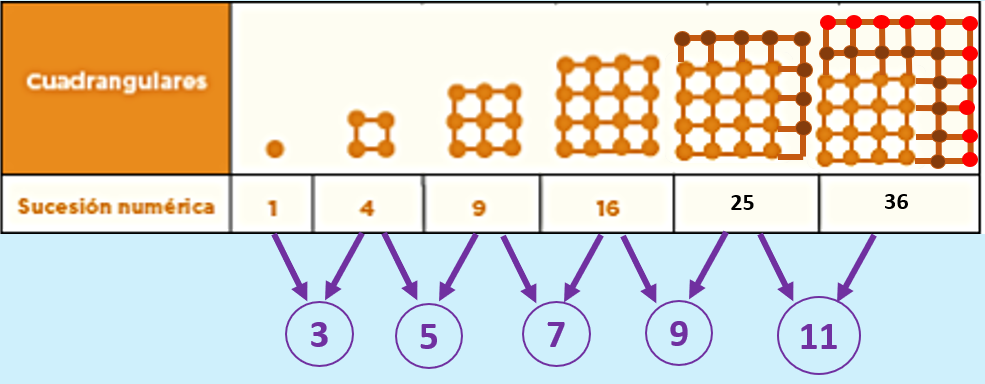 Cuadrangulares
Sucesión numérica 1 4 9 16 25 36
3 5 7 9 11